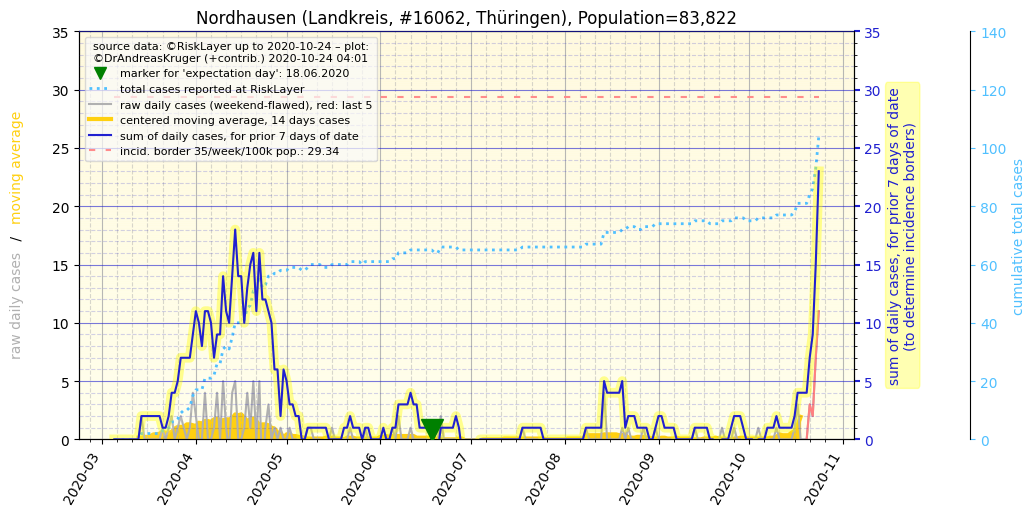 Nordhausen (Landkreis, #16062, Thüringen), Population=83,822
source data: ©RiskLayer up to 2020-10-24 – plot:
©DrAndreasKruger (+contrib.) 2020-10-24 04:01
marker for 'expectation day': 18.06.2020
total cases reported at RiskLayer
raw daily cases (weekend-flawed), red: last 5
centered moving average, 14 days cases
sum of daily cases, for prior 7 days of date
incid. border 35/week/100k pop.: 29.34
raw daily cases / moving average
35
30
25
20
15
10
5
0
35
30
25
20
15
10
5
0
sum of daily cases, for prior 7 days of date
(to determine incidence borders)
140
120
100
80
60
40
20
0
cumulative total cases
2020-03
2020-04
2020-05
2020-06
2020-07
2020-08
2020-09
2020-10
2020-11